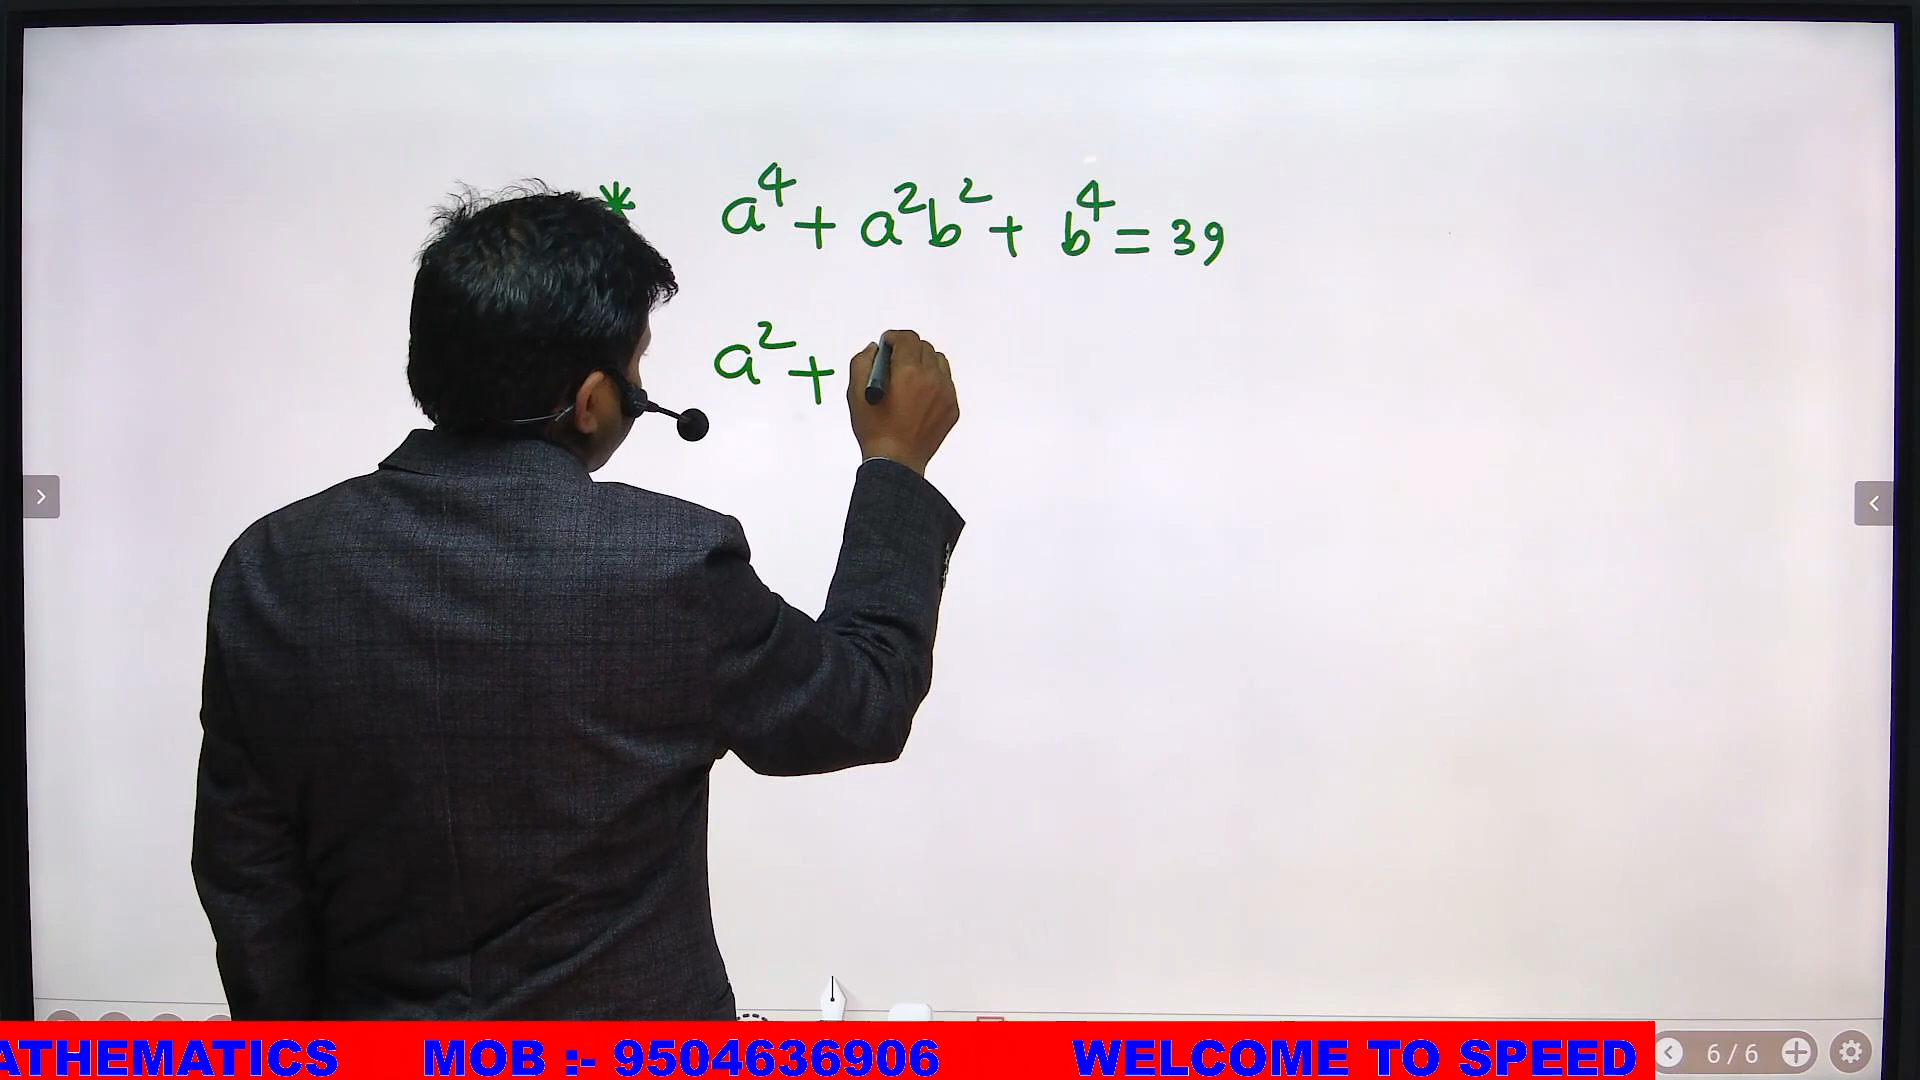 * a⁴ + a²b² + b⁴ = 39
a² +
6/6
ATHEMATICS MOB :- 9504636906 WELCOME TO SPEED